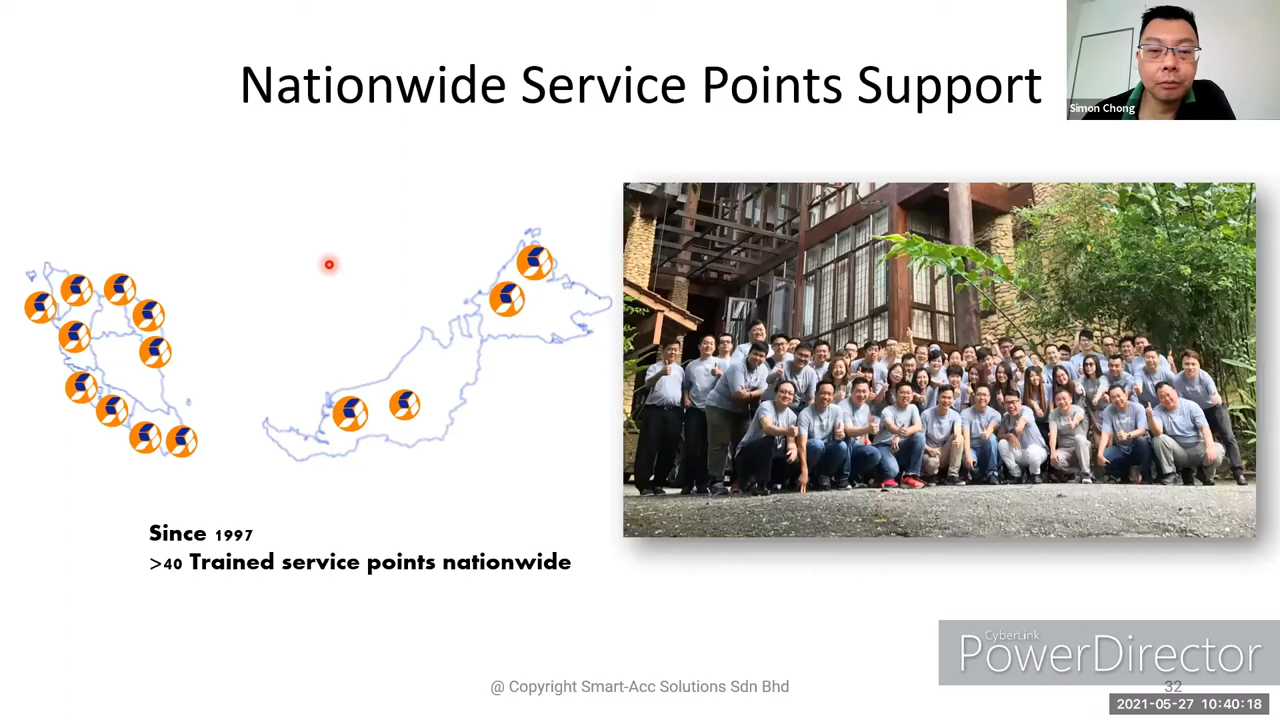 Nationwide Service Points Support
Simon Chong
Since 1997
>40 Trained service points nationwide
CyberLink
PowerDirector
@ Copyright Smart-Acc Solutions Sdn Bhd
32
2021-05-27 10:40:18